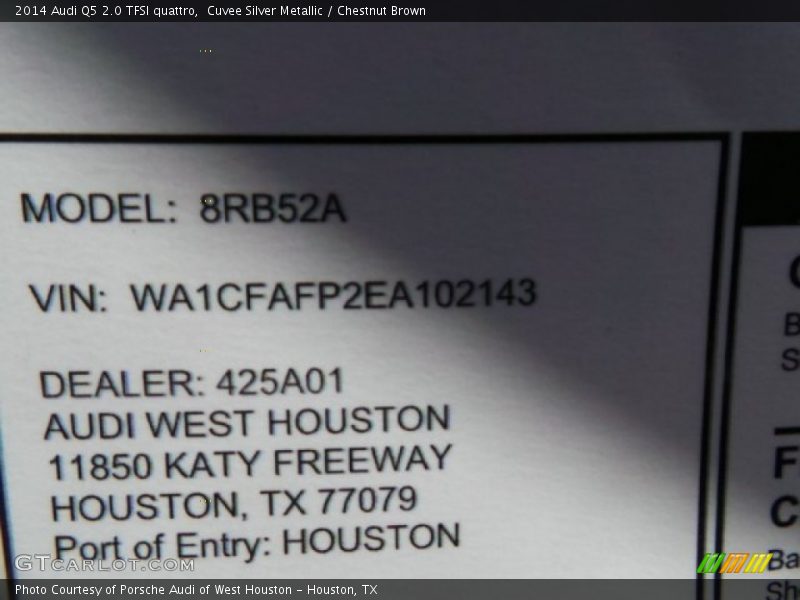 2014 Audi Q5 2.0 TFSI quattro,  Cuvee Silver Metallic / Chestnut Brown
MODEL: 8RB52A
VIN: WA1CFAFP2EA102143
DEALER: 425A01
AUDI WEST HOUSTON
11850 KATY FREEWAY
HOUSTON, TX 77079
Port of Entry: HOUSTON
GTcarlot.com
Photo Courtesy of Porsche Audi of West Houston – Houston, TX